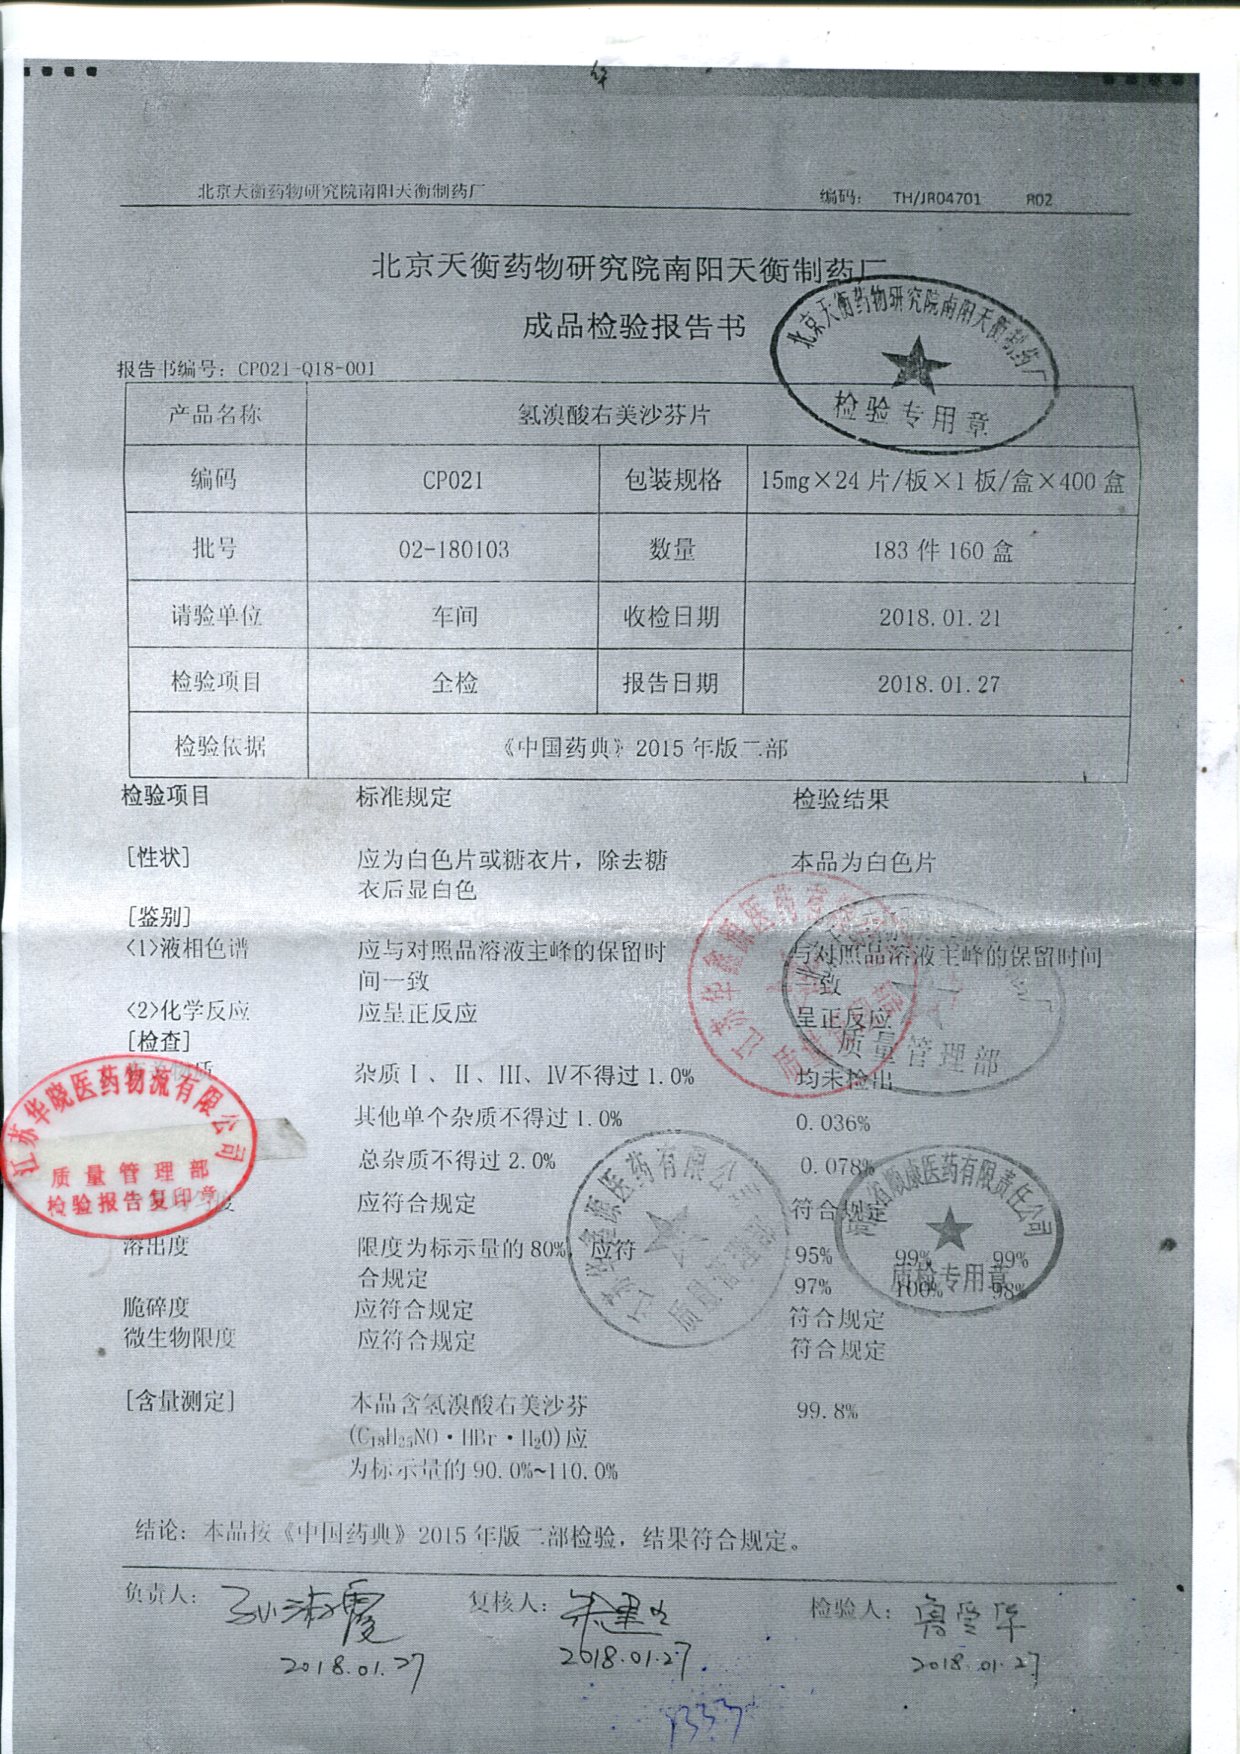 北京天衡药物研究院南阳天衡制药厂 编码: TH/JR04701 R02
北京天衡药物研究院南阳天衡制药厂
成品检验报告书
北京天衡药物研究院南阳天衡制药厂
检验专用章
报告书编号: CP021-Q18-001
产品名称 氢溴酸右美沙芬片
编码 CP021 包装规格 15mg×24片/板×1板/盒×400盒
批号 02-180103 数量 183件160盒
请验单位 车间 收检日期 2018.01.21
检验项目 全检 报告日期 2018.01.27
检验依据 《中国药典》2015年版二部
检验项目 标准规定 检验结果
[性状] 应为白色片或糖衣片，除去糖 本品为白色片
衣后显白色
[鉴别]
<1>液相色谱 应与对照品溶液主峰的保留时 与对照品溶液主峰的保留时间
间一致 一致
<2>化学反应 应呈正反应 呈正反应
[检查]
质量管理部
杂质Ⅰ、Ⅱ、Ⅲ、Ⅳ不得过1.0% 均未检出
其他单个杂质不得过1.0% 0.036%
总杂质不得过2.0% 0.078%
江苏华晓医药物流有限公司
质量管理部
检验报告复印章
应符合规定 符合规定
顺康医药有限责任公司
质检专用章
江苏华鑫源医药有限公司
溶出度 限度为标示量的80%，应符 95% 99% 99%
合规定 97% 100% 98%
脆碎度 应符合规定 符合规定
微生物限度 应符合规定 符合规定
[含量测定] 本品含氢溴酸右美沙芬 99.8%
(C₁₈H₂₅NO·HBr·H₂O)应
为标示量的90.0%~110.0%
结论: 本品按《中国药典》2015年版二部检验，结果符合规定。
负责人: 复核人: 检验人:
2018.01.27 2018.01.27 2018.01.27